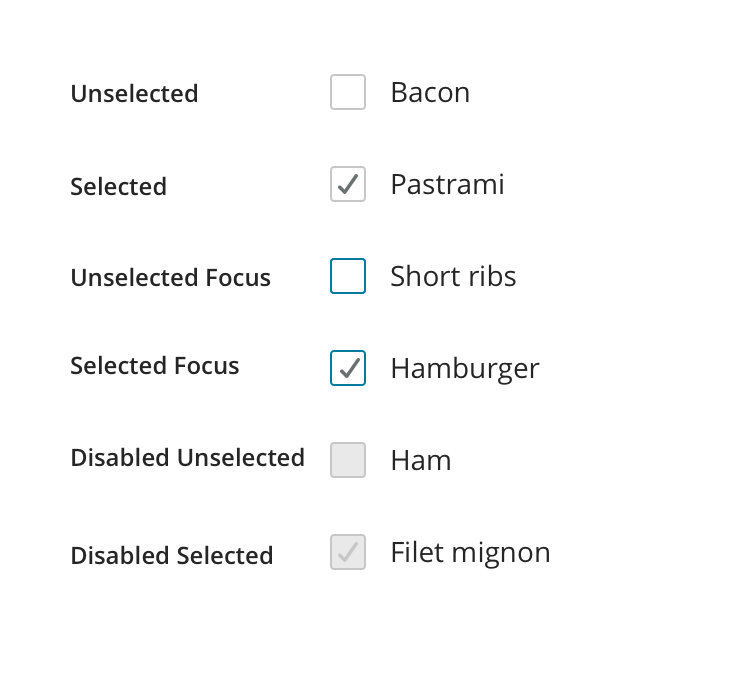 Unselected Bacon
Selected Pastrami
Unselected Focus Short ribs
Selected Focus Hamburger
Disabled Unselected Ham
Disabled Selected Filet mignon